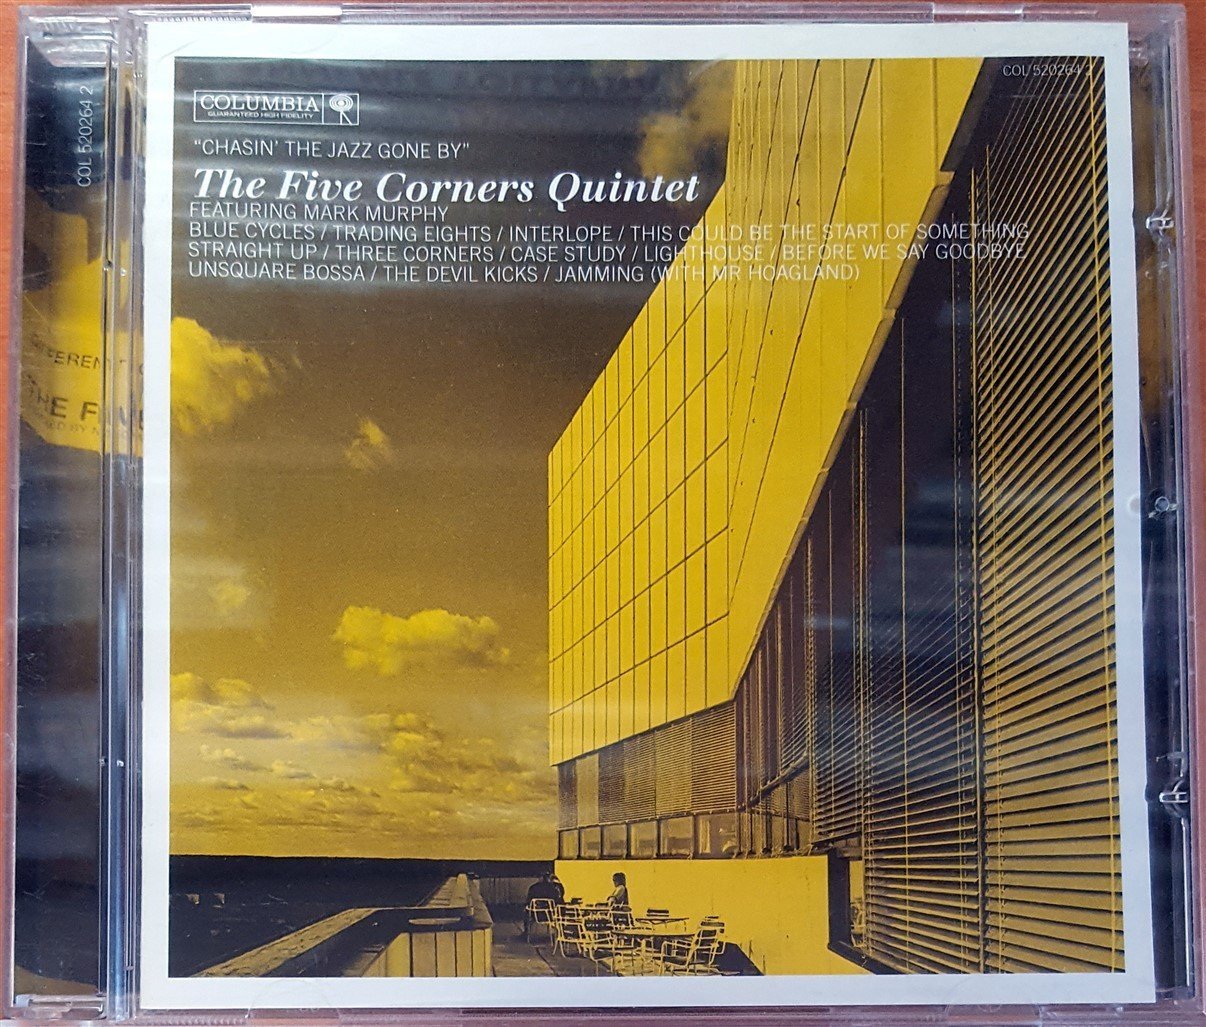 COL 520264 2
COLUMBIA
GUARANTEED HIGH FIDELITY
COL 520264 2
"CHASIN' THE JAZZ GONE BY"
The Five Corners Quintet
FEATURING MARK MURPHY
BLUE CYCLES / TRADING EIGHTS / INTERLOPE / THIS COULD BE THE START OF SOMETHING
STRAIGHT UP / THREE CORNERS / CASE STUDY / LIGHTHOUSE / BEFORE WE SAY GOODBYE
UNSQUARE BOSSA / THE DEVIL KICKS / JAMMING (WITH MR HOAGLAND)
THE FIVE